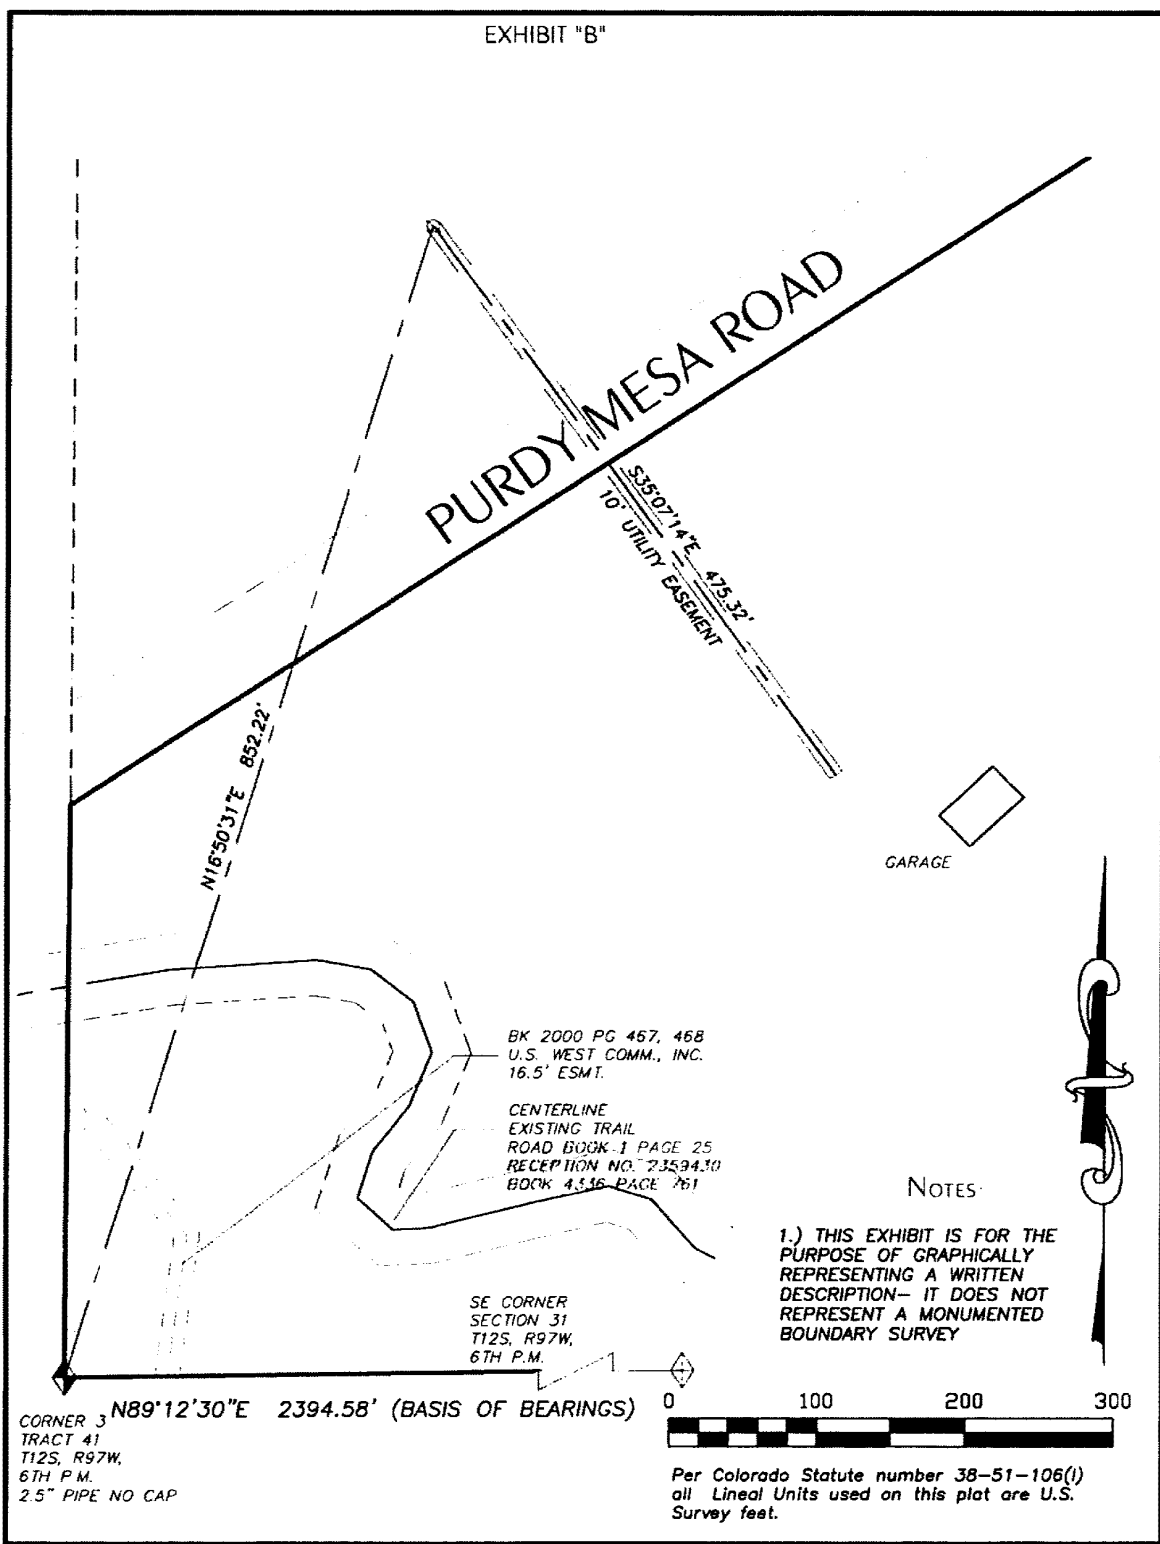 EXHIBIT "B"
PURDY MESA ROAD
S35°07'14"E 475.32'
10' UTILITY EASEMENT
N16°50'31"E 852.22'
GARAGE
BK 2000 PG 467, 468
U.S. WEST COMM., INC.
16.5' ESMT.
CENTERLINE
EXISTING TRAIL
ROAD BOOK 1 PAGE 25
RECEPTION NO. 2359430
BOOK 4336 PAGE 761
NOTES:
1.) THIS EXHIBIT IS FOR THE
PURPOSE OF GRAPHICALLY
REPRESENTING A WRITTEN
DESCRIPTION– IT DOES NOT
REPRESENT A MONUMENTED
BOUNDARY SURVEY
SE CORNER
SECTION 31
T12S, R97W,
6TH P.M.
N89°12'30"E 2394.58' (BASIS OF BEARINGS)
CORNER 3
TRACT 41
T12S, R97W,
6TH P.M.
2.5" PIPE NO CAP
0 100 200 300
Per Colorado Statute number 38–51–106(l)
all Lineal Units used on this plat are U.S.
Survey feet.